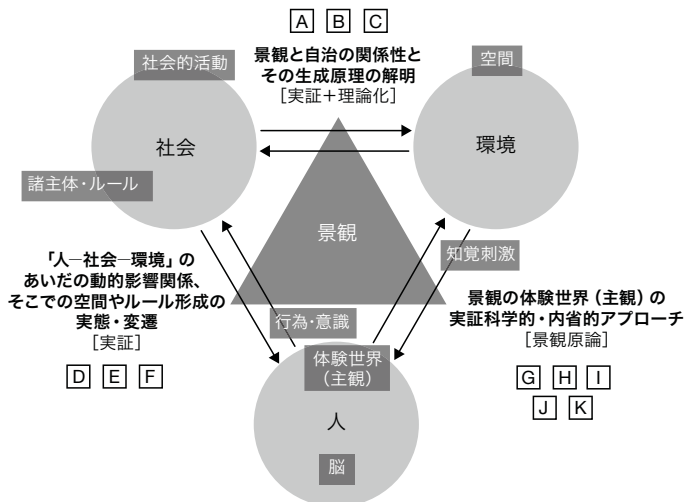 A B C
景観と自治の関係性と
その生成原理の解明
［実証＋理論化］
社会的活動
空間
社会
環境
諸主体・ルール
景観
知覚刺激
「人―社会―環境」の
あいだの動的影響関係、
そこでの空間やルール形成の
実態・変遷
［実証］
D E F
景観の体験世界（主観）の
実証科学的・内省的アプローチ
［景観原論］
G H I
J K
行為・意識
体験世界
（主観）
人
脳